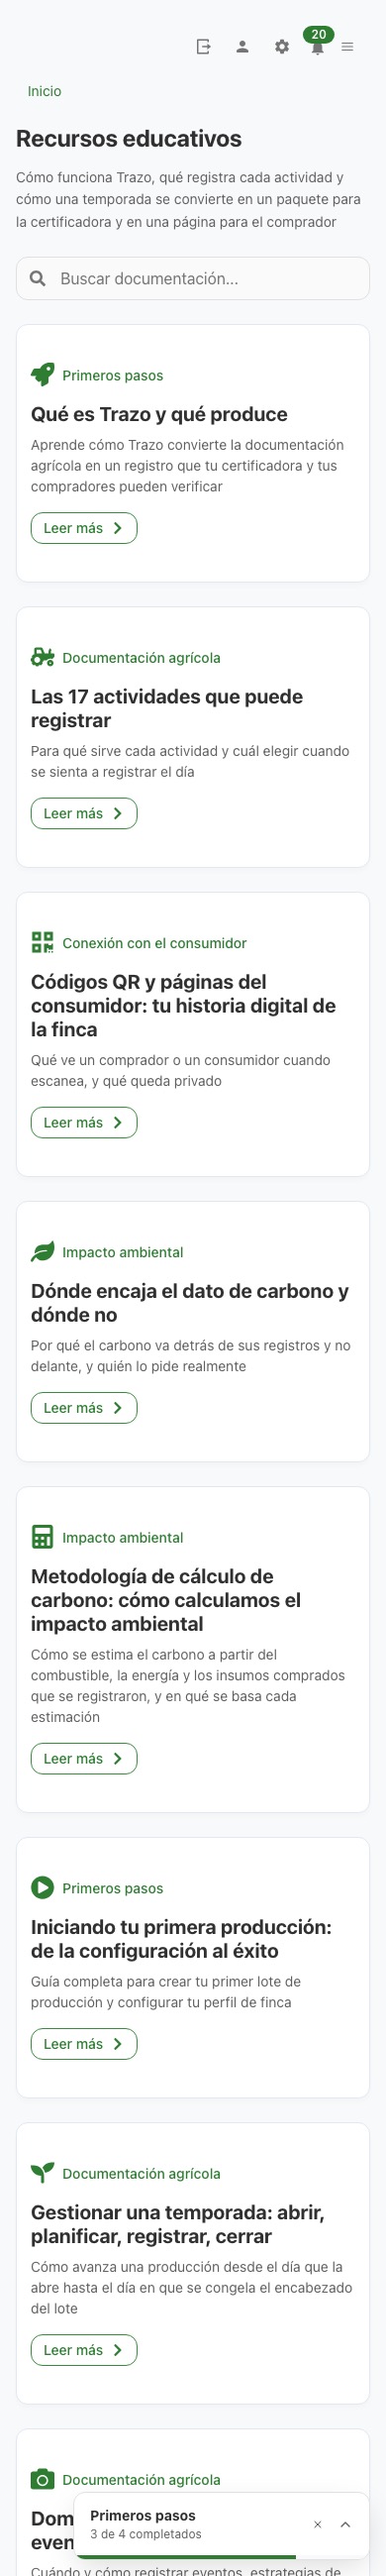 20
Inicio
Recursos educativos
Cómo funciona Trazo, qué registra cada actividad y
cómo una temporada se convierte en un paquete para
la certificadora y en una página para el comprador
Buscar documentación...
Primeros pasos
Qué es Trazo y qué produce
Aprende cómo Trazo convierte la documentación
agrícola en un registro que tu certificadora y tus
compradores pueden verificar
Leer más
Documentación agrícola
Las 17 actividades que puede
registrar
Para qué sirve cada actividad y cuál elegir cuando
se sienta a registrar el día
Leer más
Conexión con el consumidor
Códigos QR y páginas del
consumidor: tu historia digital de
la finca
Qué ve un comprador o un consumidor cuando
escanea, y qué queda privado
Leer más
Impacto ambiental
Dónde encaja el dato de carbono y
dónde no
Por qué el carbono va detrás de sus registros y no
delante, y quién lo pide realmente
Leer más
Impacto ambiental
Metodología de cálculo de
carbono: cómo calculamos el
impacto ambiental
Cómo se estima el carbono a partir del
combustible, la energía y los insumos comprados
que se registraron, y en qué se basa cada
estimación
Leer más
Primeros pasos
Iniciando tu primera producción:
de la configuración al éxito
Guía completa para crear tu primer lote de
producción y configurar tu perfil de finca
Leer más
Documentación agrícola
Gestionar una temporada: abrir,
planificar, registrar, cerrar
Cómo avanza una producción desde el día que la
abre hasta el día en que se congela el encabezado
del lote
Leer más
Documentación agrícola
Primeros pasos
3 de 4 completados
Cuándo y cómo registrar eventos, estrategias de